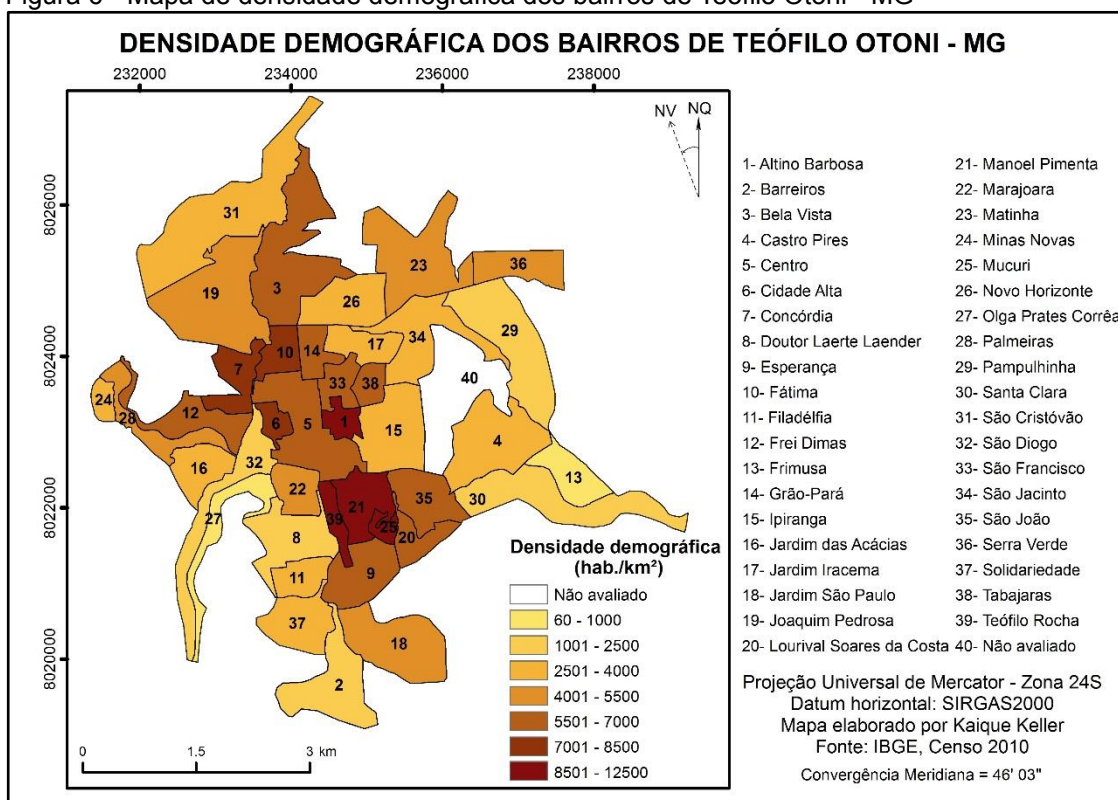 Figura 6 - Mapa de densidade demográfica dos bairros de Teófilo Otoni - MG
DENSIDADE DEMOGRÁFICA DOS BAIRROS DE TEÓFILO OTONI - MG
232000 234000 236000 238000
NV NQ
8026000
8024000
8022000
8020000
31
23
36
19
3
26
29
34
17
10
14
7
33
38
40
24
28
12
6
5
1
15
4
16
32
13
22
30
27
21
35
39
25
8
20
9
11
37
18
2
1- Altino Barbosa
2- Barreiros
3- Bela Vista
4- Castro Pires
5- Centro
6- Cidade Alta
7- Concórdia
8- Doutor Laerte Laender
9- Esperança
10- Fátima
11- Filadélfia
12- Frei Dimas
13- Frimusa
14- Grão-Pará
15- Ipiranga
16- Jardim das Acácias
17- Jardim Iracema
18- Jardim São Paulo
19- Joaquim Pedrosa
20- Lourival Soares da Costa
21- Manoel Pimenta
22- Marajoara
23- Matinha
24- Minas Novas
25- Mucuri
26- Novo Horizonte
27- Olga Prates Corrêa
28- Palmeiras
29- Pampulhinha
30- Santa Clara
31- São Cristóvão
32- São Diogo
33- São Francisco
34- São Jacinto
35- São João
36- Serra Verde
37- Solidariedade
38- Tabajaras
39- Teófilo Rocha
40- Não avaliado
Densidade demográfica
(hab./km²)
Não avaliado
60 - 1000
1001 - 2500
2501 - 4000
4001 - 5500
5501 - 7000
7001 - 8500
8501 - 12500
0 1.5 3 km
Projeção Universal de Mercator - Zona 24S
Datum horizontal: SIRGAS2000
Mapa elaborado por Kaique Keller
Fonte: IBGE, Censo 2010
Convergência Meridiana = 46' 03"